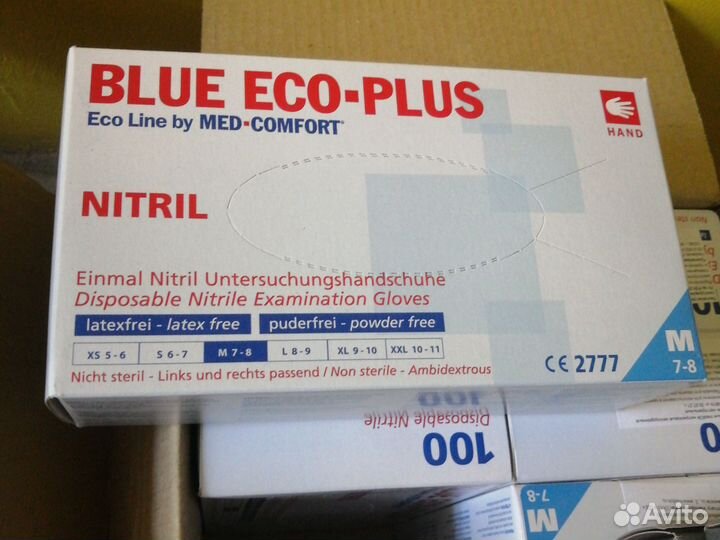 BLUE ECO-PLUS
Eco Line by MED-COMFORT®
HAND
NITRIL
Einmal Nitril Untersuchungshandschuhe
Disposable Nitrile Examination Gloves
latexfrei - latex free puderfrei - powder free
XS 5-6 S 6-7 M 7-8 L 8-9 XL 9-10 XXL 10-11
Nicht steril - Links und rechts passend / Non sterile - Ambidextrous
CE 2777
M
7-8
100
Disposable Nitrile
100
M
7-8
M
Avito